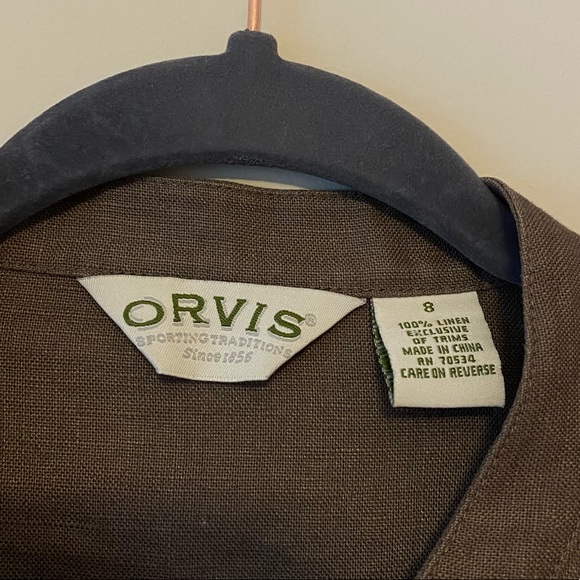 ORVIS®
SPORTING TRADITIONS
Since 1856
8
100% LINEN
EXCLUSIVE
OF TRIMS
MADE IN CHINA
RN 70534
CARE ON REVERSE